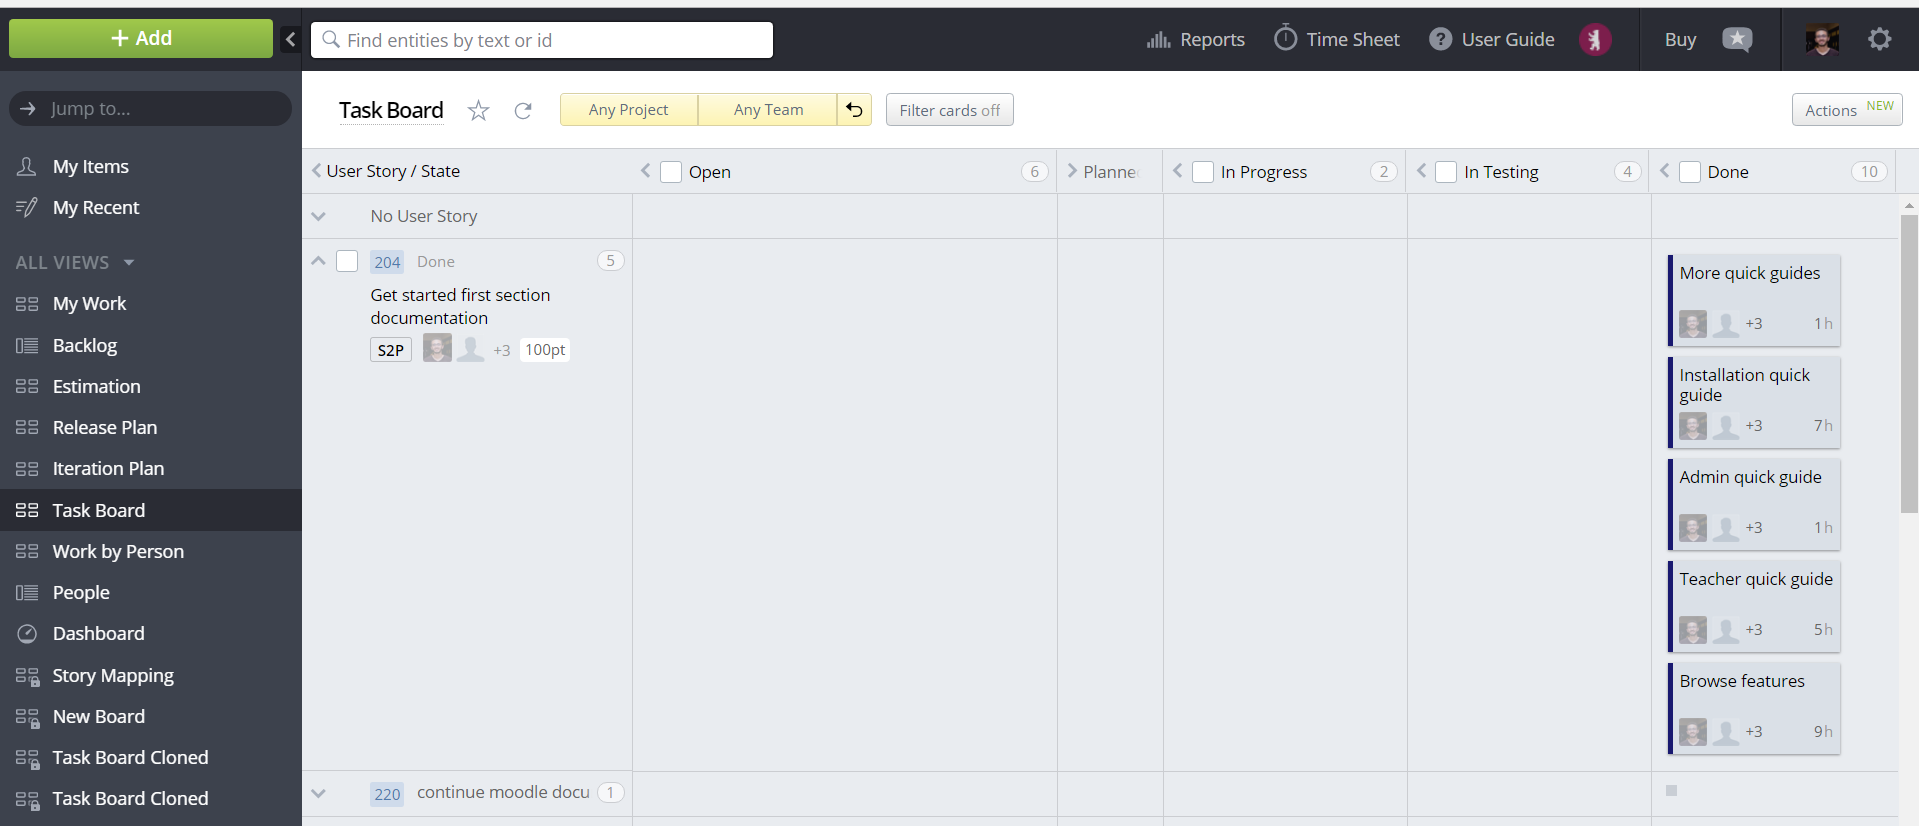 + Add
Find entities by text or id
Reports
Time Sheet
User Guide
Buy
Jump to...
My Items
My Recent
ALL VIEWS
My Work
Backlog
Estimation
Release Plan
Iteration Plan
Task Board
Work by Person
People
Dashboard
Story Mapping
New Board
Task Board Cloned
Task Board Cloned
Task Board
Any Project
Any Team
Filter cards off
Actions NEW
User Story / State
Open 6
Planne
In Progress 2
In Testing 4
Done 10
No User Story
204 Done 5
Get started first section
documentation
S2P +3 100pt
More quick guides
+3 1h
Installation quick
guide
+3 7h
Admin quick guide
+3 1h
Teacher quick guide
+3 5h
Browse features
+3 9h
220 continue moodle docu 1